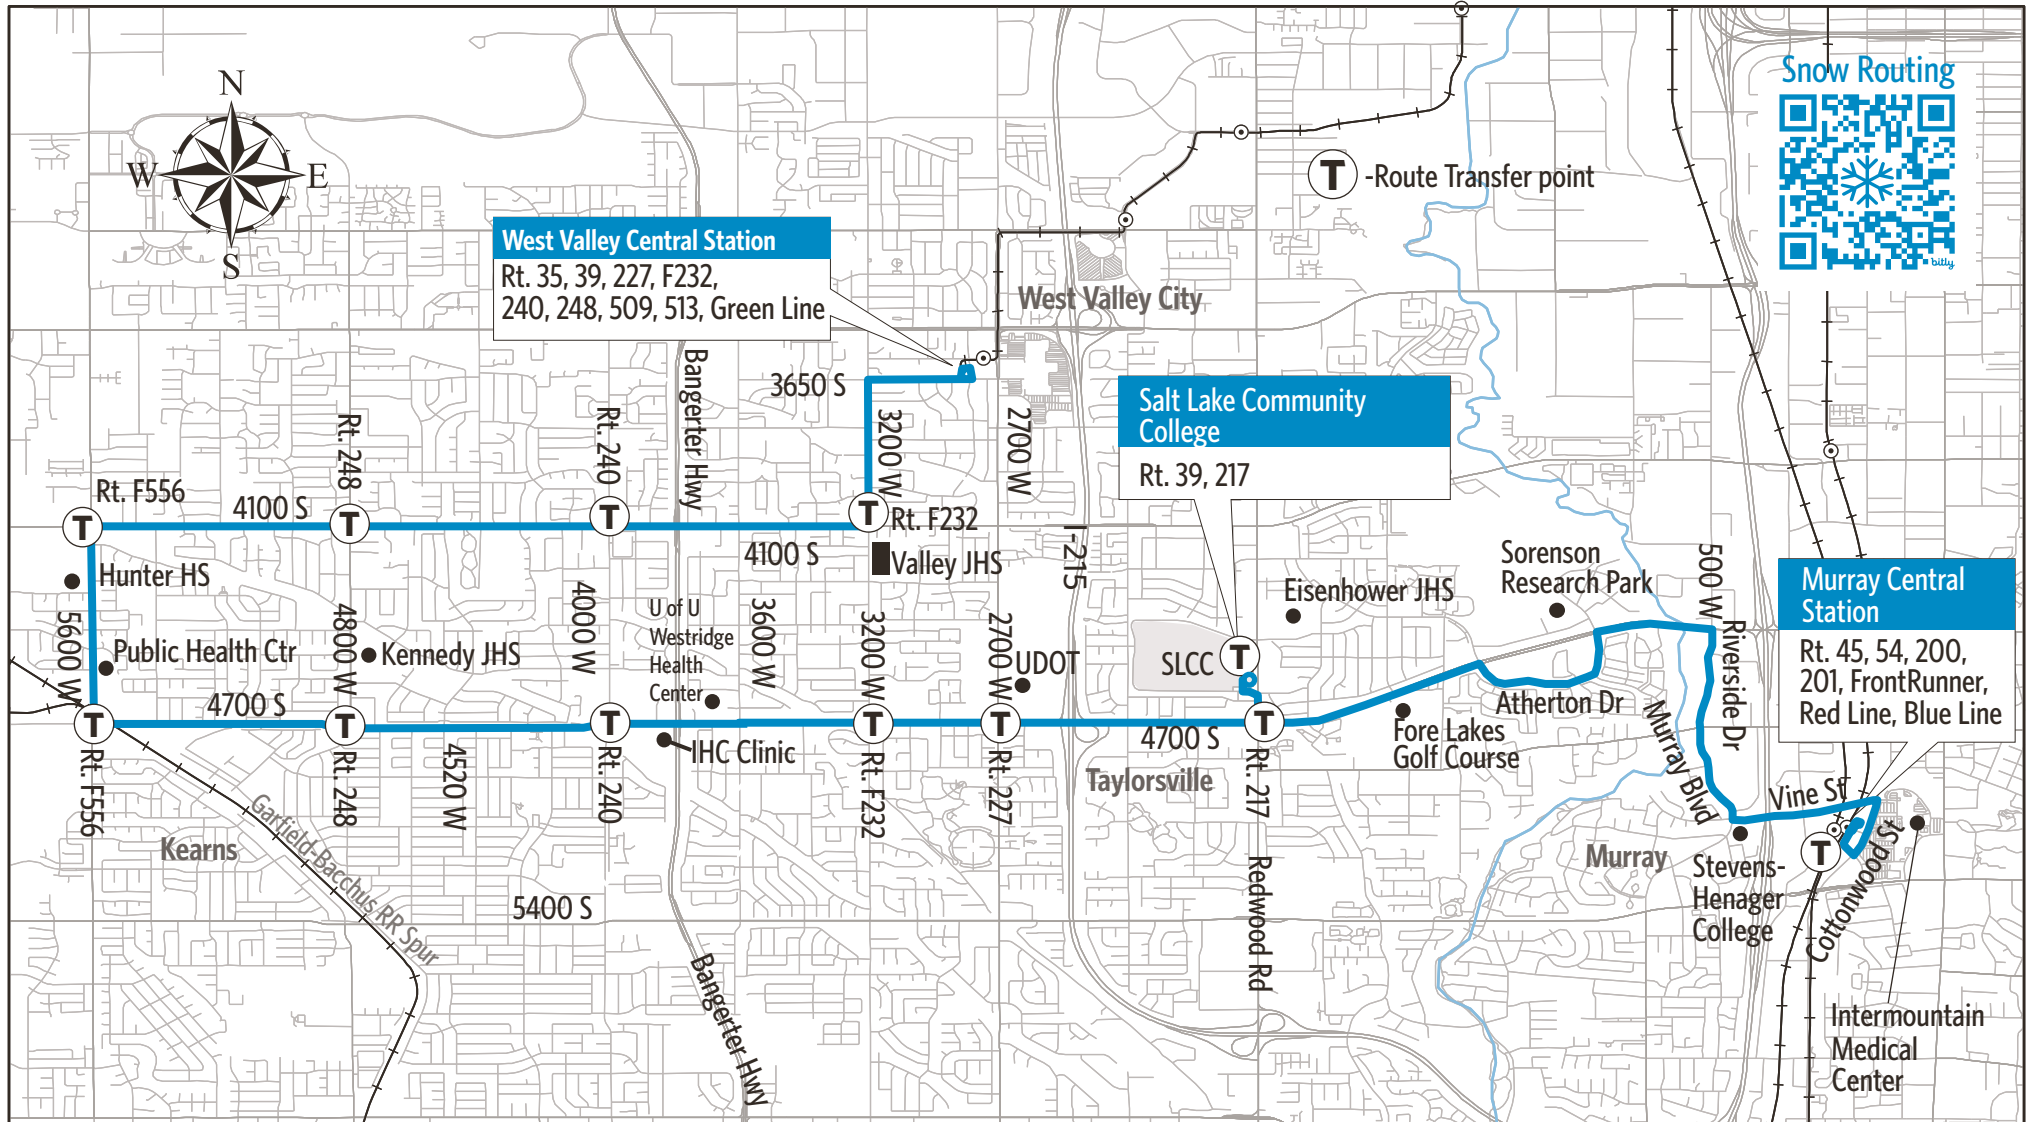 Snow Routing
bitly
N
W
E
S
T
-Route Transfer point
West Valley Central Station
Rt. 35, 39, 227, F232,
240, 248, 509, 513, Green Line
West Valley City
3650 S
Bangerter Hwy
3200 W
2700 W
Rt. 248
Rt. 240
Salt Lake Community
College
Rt. 39, 217
Rt. F556
4100 S
T
T
T
T
Rt. F232
4100 S
Valley JHS
I-215
Hunter HS
5600 W
Public Health Ctr
4800 W
Kennedy JHS
4000 W
U of U
Westridge
Health
Center
3600 W
3200 W
2700 W
UDOT
SLCC
T
Eisenhower JHS
Sorenson
Research Park
500 W
Riverside Dr
Murray Central
Station
Rt. 45, 54, 200,
201, FrontRunner,
Red Line, Blue Line
4700 S
T
T
T
T
T
T
4700 S
Atherton Dr
Fore Lakes
Golf Course
Murray Blvd
IHC Clinic
4520 W
Rt. F556
Rt. 248
Rt. 240
Rt. F232
Rt. 227
Rt. 217
Taylorsville
Vine St
Kearns
Garfield-Bacchus RR Spur
Murray
T
Cottonwood St
Stevens-
Henager
College
5400 S
Redwood Rd
Bangerter Hwy
Intermountain
Medical
Center